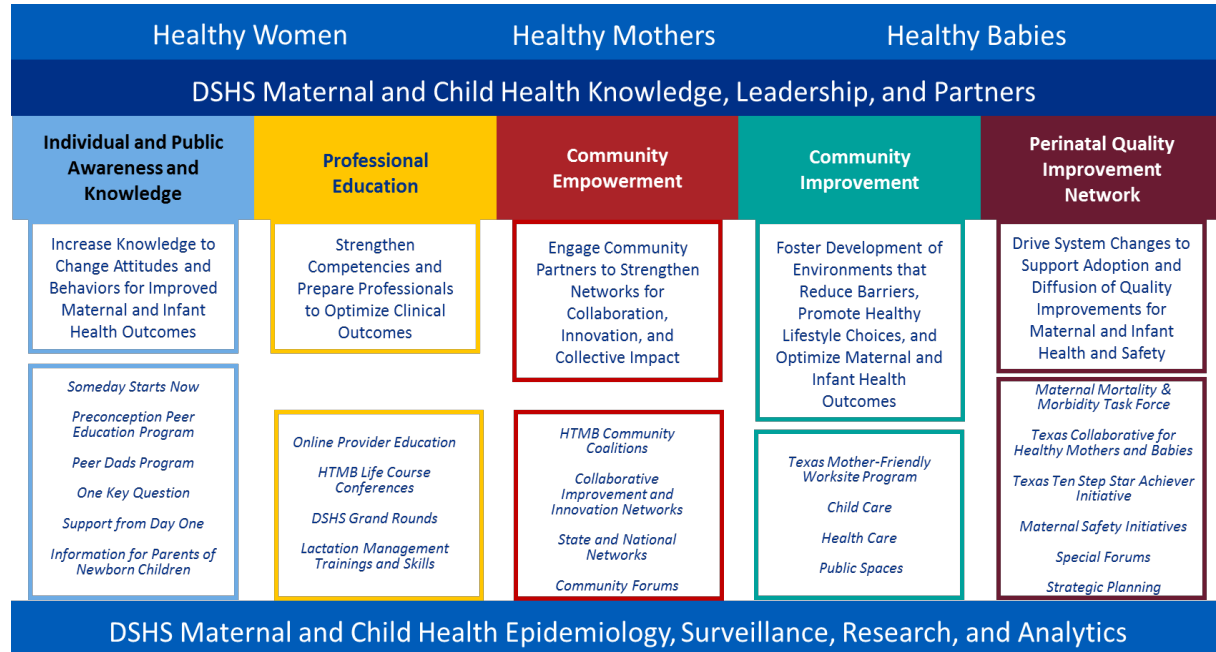 Healthy Women
Healthy Mothers
Healthy Babies
DSHS Maternal and Child Health Knowledge, Leadership, and Partners
Individual and Public
Awareness and
Knowledge
Increase Knowledge to
Change Attitudes and
Behaviors for Improved
Maternal and Infant
Health Outcomes
Someday Starts Now
Preconception Peer
Education Program
Peer Dads Program
One Key Question
Support from Day One
Information for Parents of
Newborn Children
Professional
Education
Strengthen
Competencies and
Prepare Professionals
to Optimize Clinical
Outcomes
Online Provider Education
HTMB Life Course
Conferences
DSHS Grand Rounds
Lactation Management
Trainings and Skills
Community
Empowerment
Engage Community
Partners to Strengthen
Networks for
Collaboration,
Innovation, and
Collective Impact
HTMB Community
Coalitions
Collaborative
Improvement and
Innovation Networks
State and National
Networks
Community Forums
Community
Improvement
Foster Development of
Environments that
Reduce Barriers,
Promote Healthy
Lifestyle Choices, and
Optimize Maternal and
Infant Health
Outcomes
Texas Mother-Friendly
Worksite Program
Child Care
Health Care
Public Spaces
Perinatal Quality
Improvement
Network
Drive System Changes to
Support Adoption and
Diffusion of Quality
Improvements for
Maternal and Infant
Health and Safety
Maternal Mortality &
Morbidity Task Force
Texas Collaborative for
Healthy Mothers and Babies
Texas Ten Step Star Achiever
Initiative
Maternal Safety Initiatives
Special Forums
Strategic Planning
DSHS Maternal and Child Health Epidemiology, Surveillance, Research, and Analytics